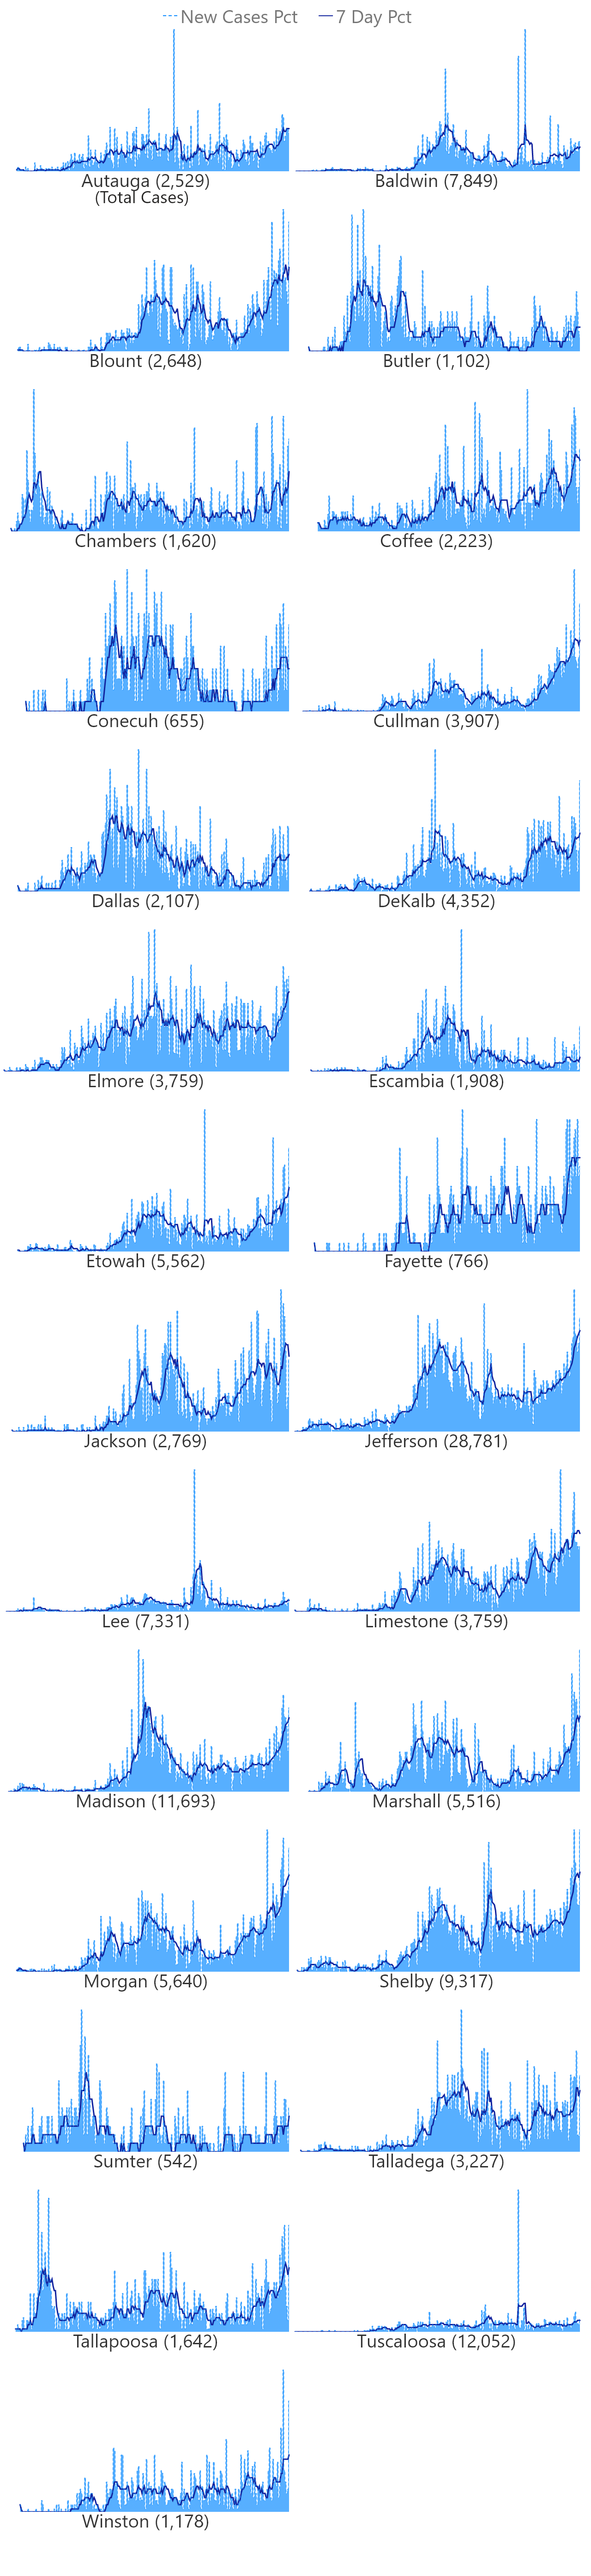 New Cases Pct 7 Day Pct
Autauga (2,529) Baldwin (7,849)
(Total Cases)
Blount (2,648) Butler (1,102)
Chambers (1,620) Coffee (2,223)
Conecuh (655) Cullman (3,907)
Dallas (2,107) DeKalb (4,352)
Elmore (3,759) Escambia (1,908)
Etowah (5,562) Fayette (766)
Jackson (2,769) Jefferson (28,781)
Lee (7,331) Limestone (3,759)
Madison (11,693) Marshall (5,516)
Morgan (5,640) Shelby (9,317)
Sumter (542) Talladega (3,227)
Tallapoosa (1,642) Tuscaloosa (12,052)
Winston (1,178)